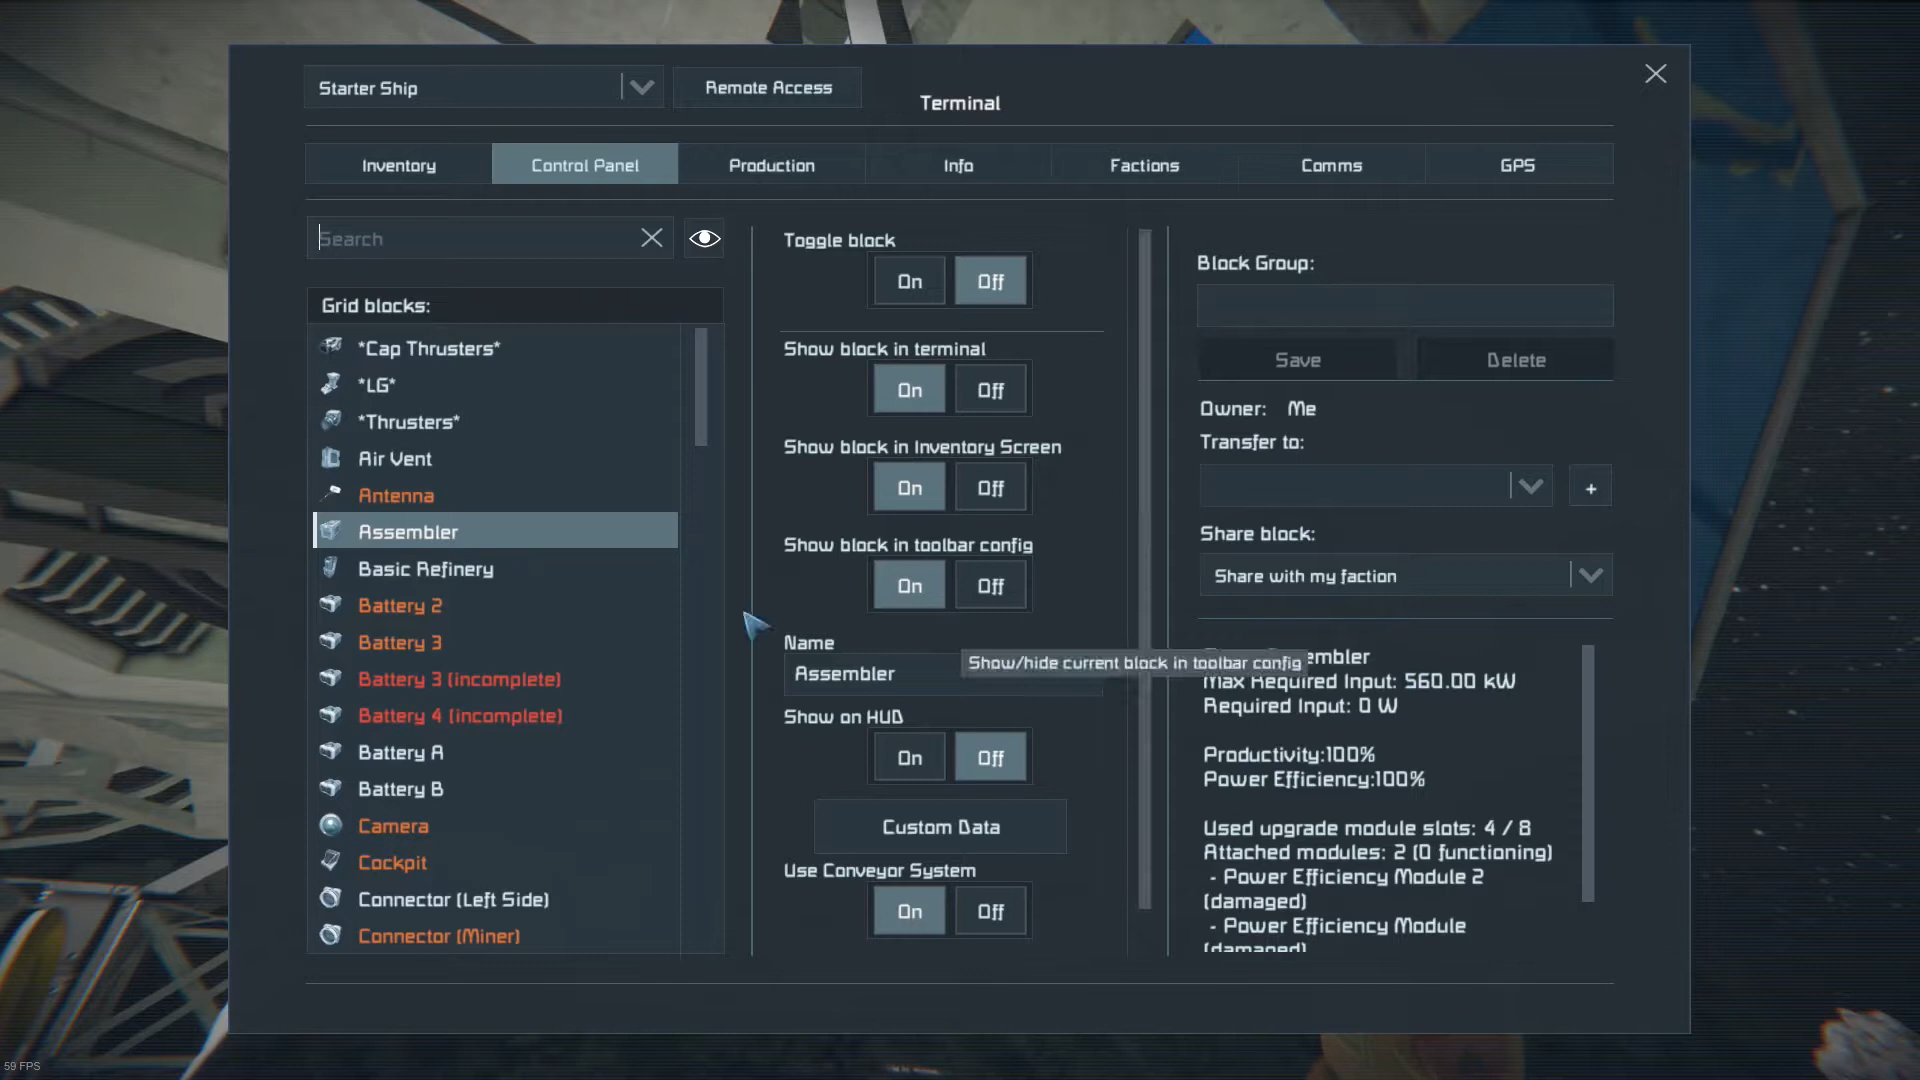 Starter Ship
Remote Access
Terminal
Inventory
Control Panel
Production
Info
Factions
Comms
GPS
Search
Grid blocks:
*Cap Thrusters*
*LG*
*Thrusters*
Air Vent
Antenna
Assembler
Basic Refinery
Battery 2
Battery 3
Battery 3 (incomplete)
Battery 4 (incomplete)
Battery A
Battery B
Camera
Cockpit
Connector (Left Side)
Connector (Miner)
Toggle block
On Off
Show block in terminal
On Off
Show block in Inventory Screen
On Off
Show block in toolbar config
On Off
Name
Assembler
Show/hide current block in toolbar config
Show on HUD
On Off
Custom Data
Use Conveyor System
On Off
Block Group:
Save
Delete
Owner: Me
Transfer to:
+
Share block:
Share with my faction
Max Required Input: 560.00 kW
Required Input: 0 W
Productivity:100%
Power Efficiency:100%
Used upgrade module slots: 4 / 8
Attached modules: 2 (0 functioning)
- Power Efficiency Module 2
(damaged)
- Power Efficiency Module
(damaged)
59 FPS